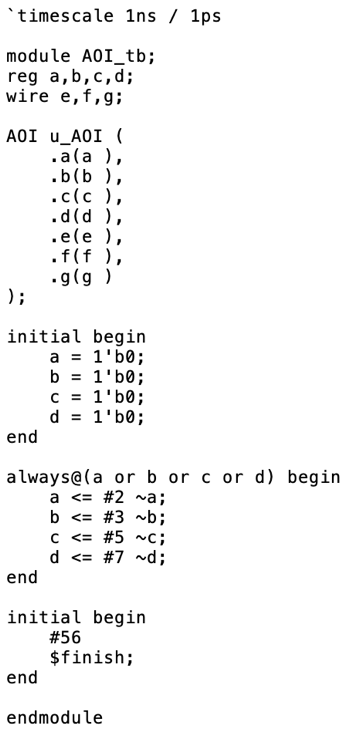 `timescale 1ns / 1ps

module AOI_tb;
reg a,b,c,d;
wire e,f,g;

AOI u_AOI (
    .a(a ),
    .b(b ),
    .c(c ),
    .d(d ),
    .e(e ),
    .f(f ),
    .g(g )
);

initial begin
    a = 1'b0;
    b = 1'b0;
    c = 1'b0;
    d = 1'b0;
end

always@(a or b or c or d) begin
    a <= #2 ~a;
    b <= #3 ~b;
    c <= #5 ~c;
    d <= #7 ~d;
end

initial begin
    #56
    $finish;
end

endmodule